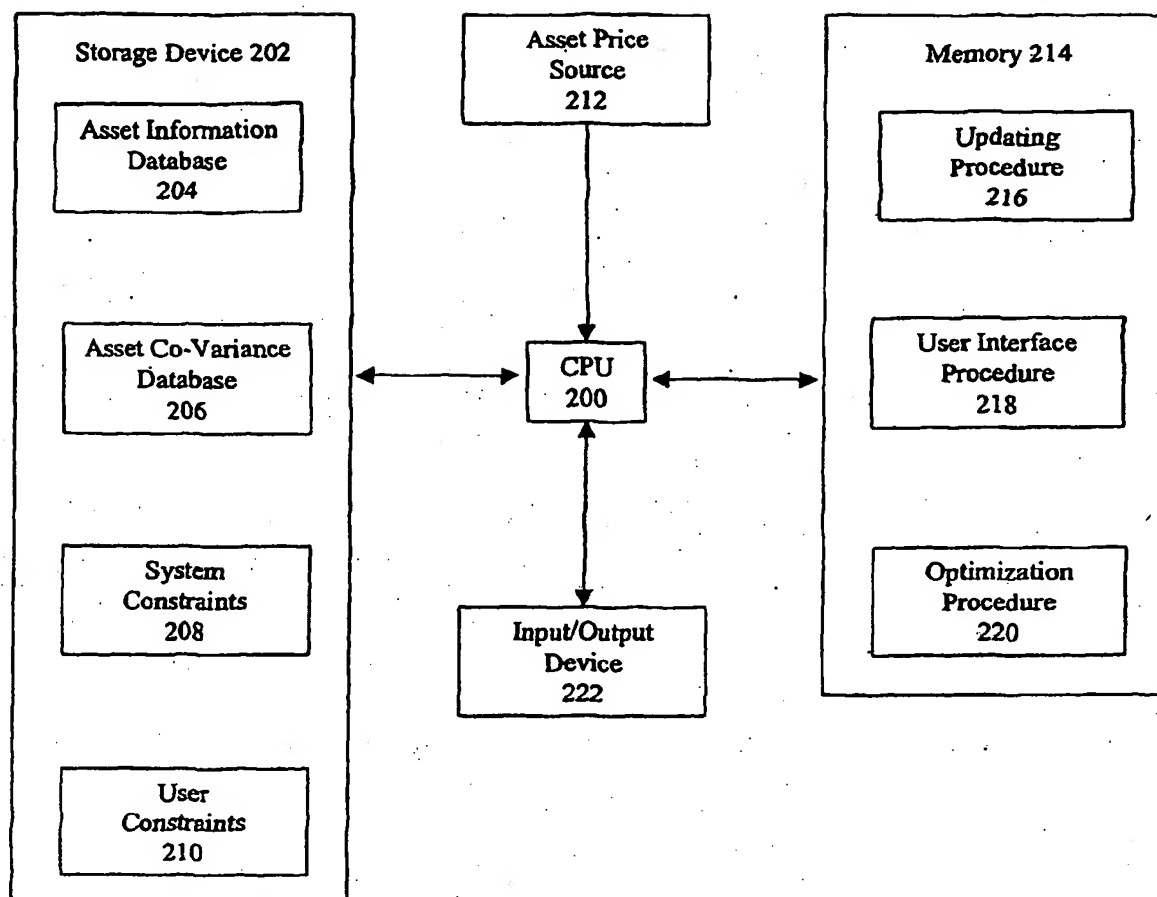 Storage Device 202
Asset Information
Database
204
Asset Co-Variance
Database
206
System
Constraints
208
User
Constraints
210
Asset Price
Source
212
CPU
200
Input/Output
Device
222
Memory 214
Updating
Procedure
216
User Interface
Procedure
218
Optimization
Procedure
220